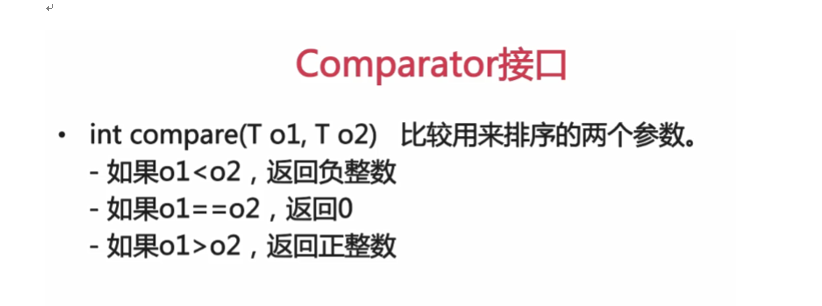 Comparator接口
• int compare(T o1, T o2) 比较用来排序的两个参数。
- 如果o1<o2，返回负整数
- 如果o1==o2，返回0
- 如果o1>o2，返回正整数